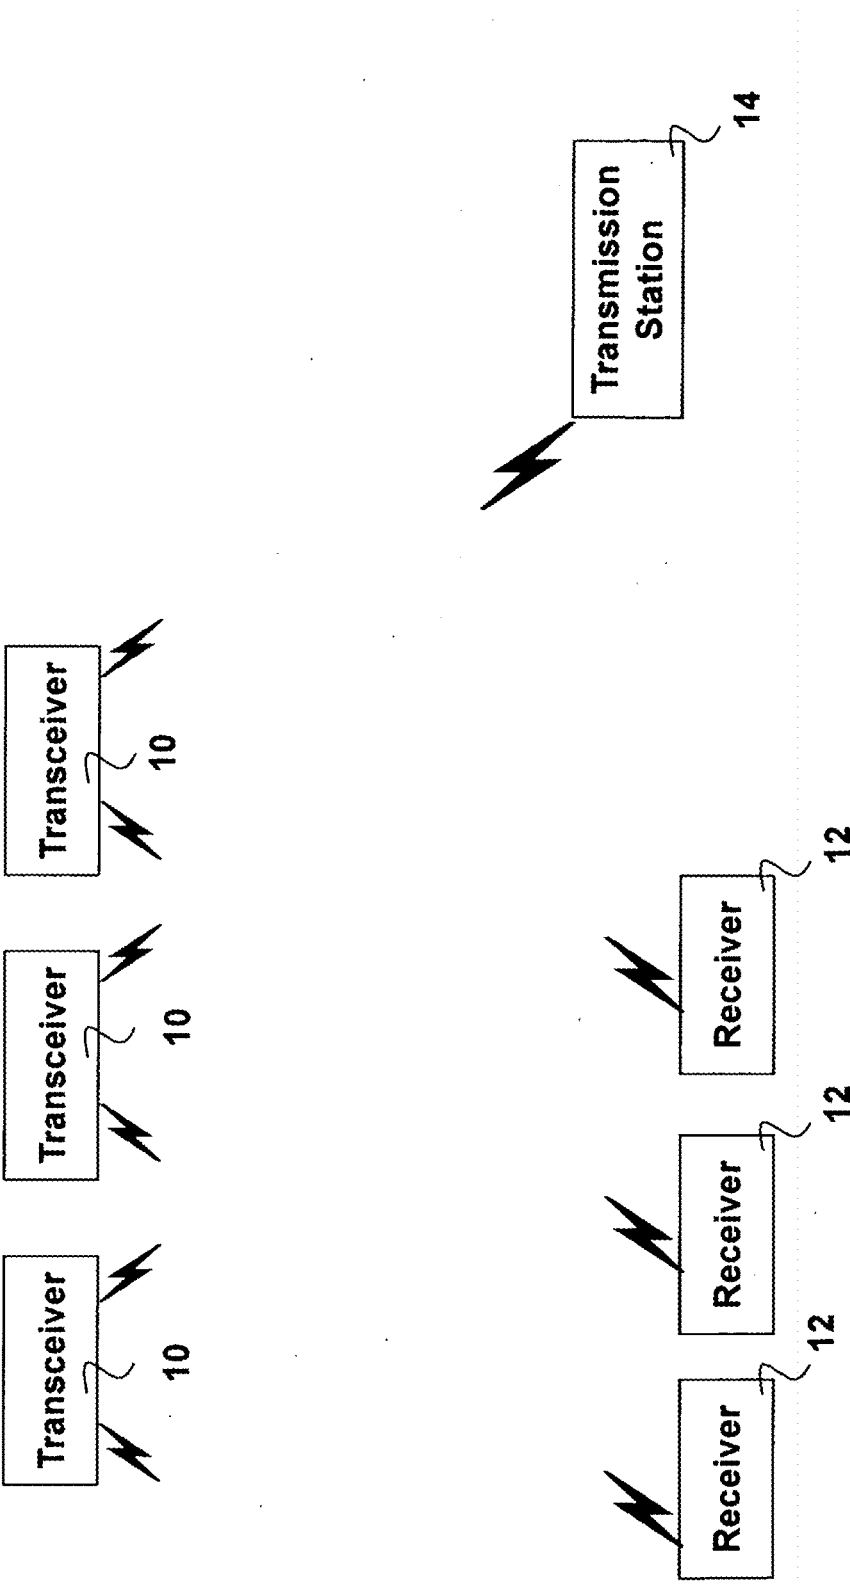 Transceiver
10
Transceiver
10
Transceiver
10
Receiver
12
Receiver
12
Receiver
12
Transmission
Station
14